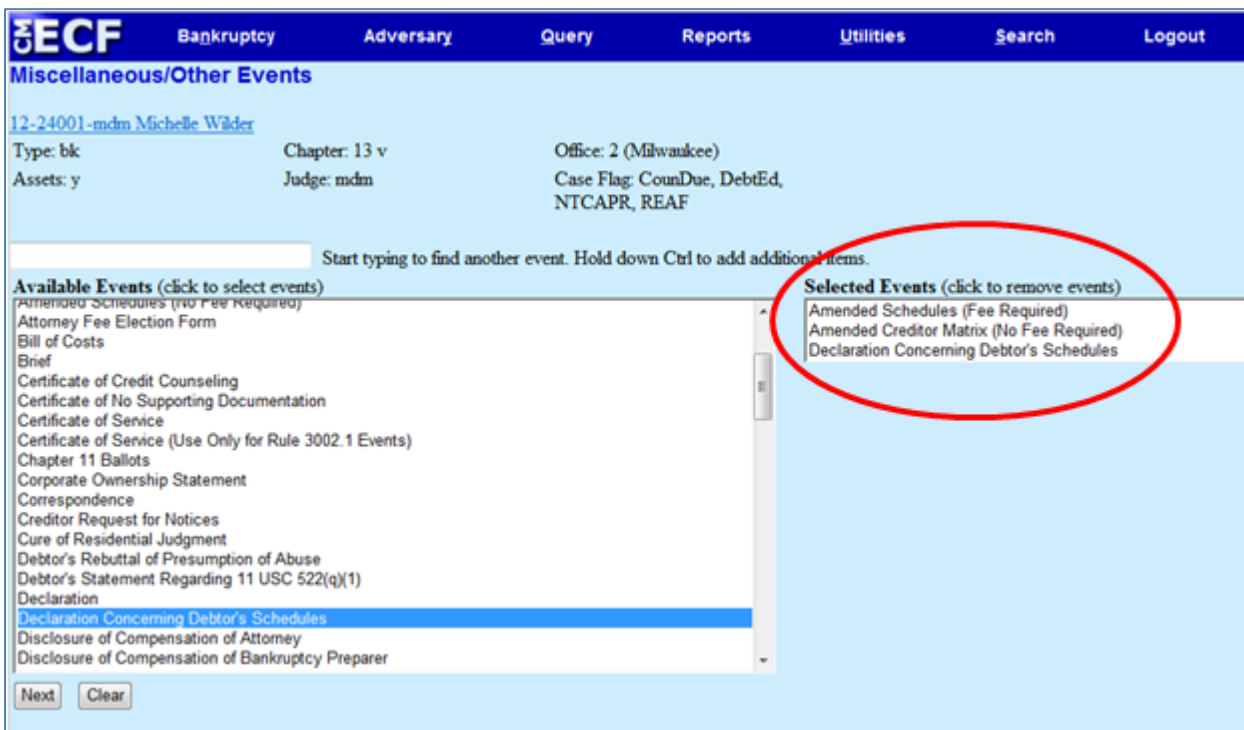 CM ECF Bankruptcy Adversary Query Reports Utilities Search Logout
Miscellaneous/Other Events
12-24001-mdm Michelle Wilder
Type: bk Chapter: 13 v Office: 2 (Milwaukee)
Assets: y Judge: mdm Case Flag: CounDue, DebtEd,
NTCAPR, REAF
Start typing to find another event. Hold down Ctrl to add additional items.
Available Events (click to select events) Selected Events (click to remove events)
Amended Schedules (No Fee Required)
Attorney Fee Election Form
Bill of Costs
Brief
Certificate of Credit Counseling
Certificate of No Supporting Documentation
Certificate of Service
Certificate of Service (Use Only for Rule 3002.1 Events)
Chapter 11 Ballots
Corporate Ownership Statement
Correspondence
Creditor Request for Notices
Cure of Residential Judgment
Debtor's Rebuttal of Presumption of Abuse
Debtor's Statement Regarding 11 USC 522(q)(1)
Declaration
Declaration Concerning Debtor's Schedules
Disclosure of Compensation of Attorney
Disclosure of Compensation of Bankruptcy Preparer
Amended Schedules (Fee Required)
Amended Creditor Matrix (No Fee Required)
Declaration Concerning Debtor's Schedules
Next Clear